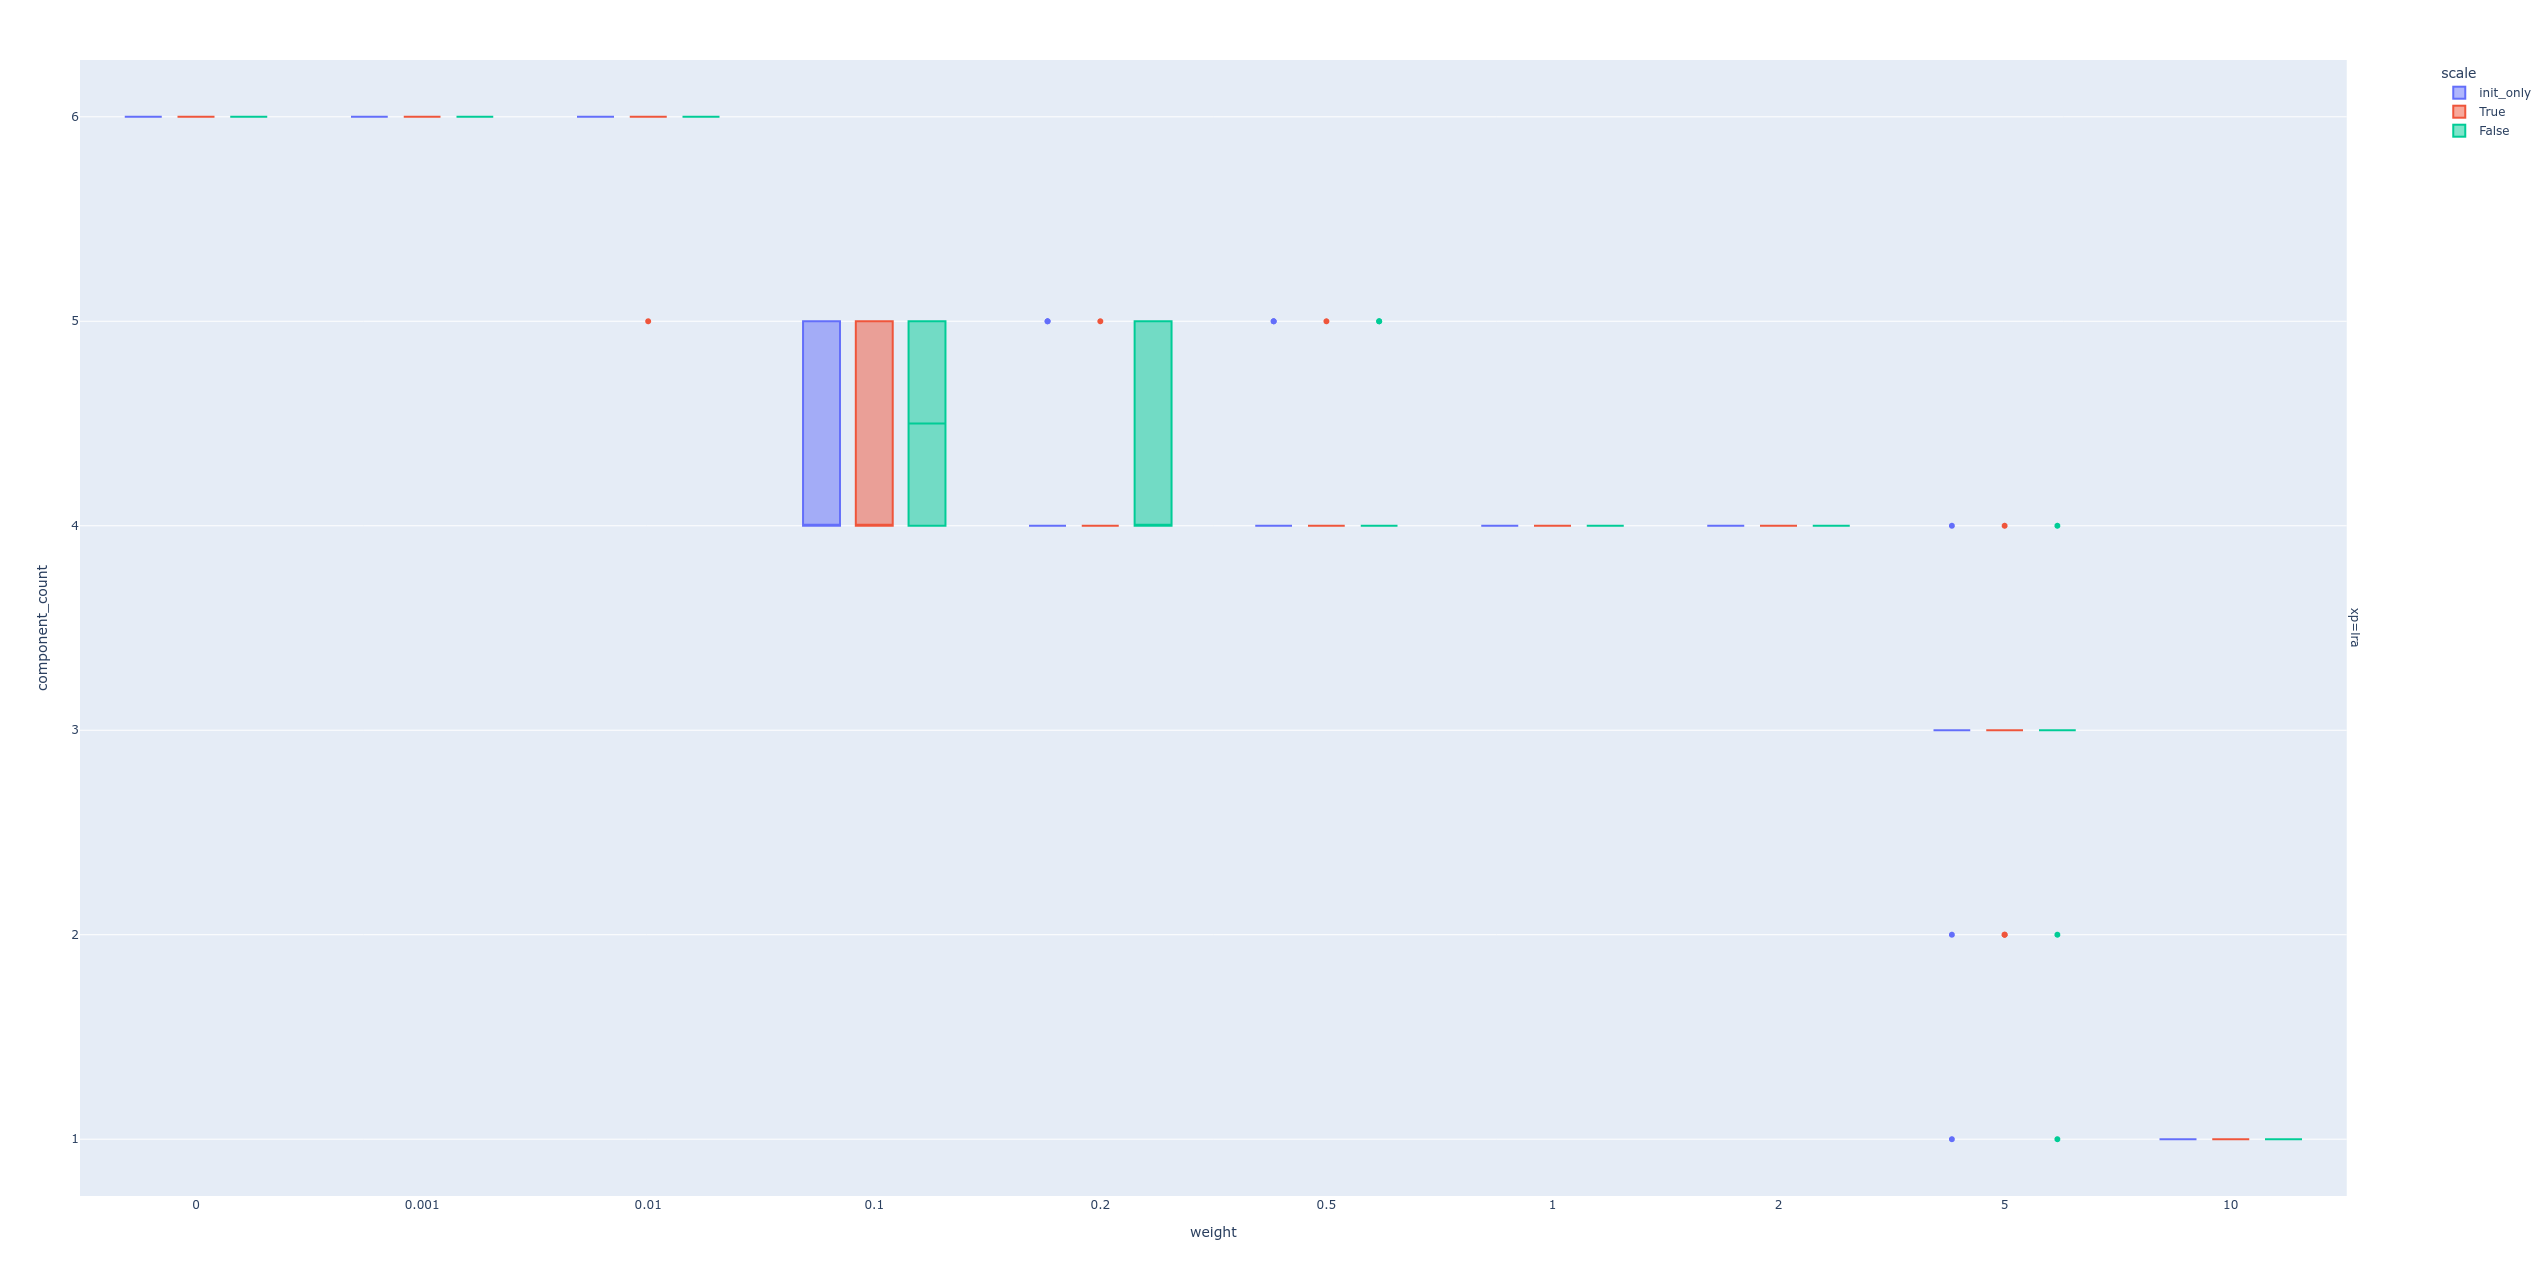 scale
init_only
True
False
6
5
4
3
2
1
component_count
xp=lra
0 0.001 0.01 0.1 0.2 0.5 1 2 5 10
weight